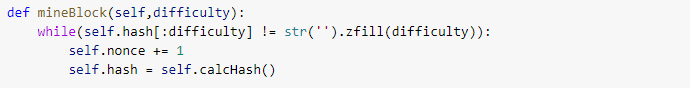 def mineBlock(self,difficulty):
    while(self.hash[:difficulty] != str('').zfill(difficulty)):
        self.nonce += 1
        self.hash = self.calcHash()